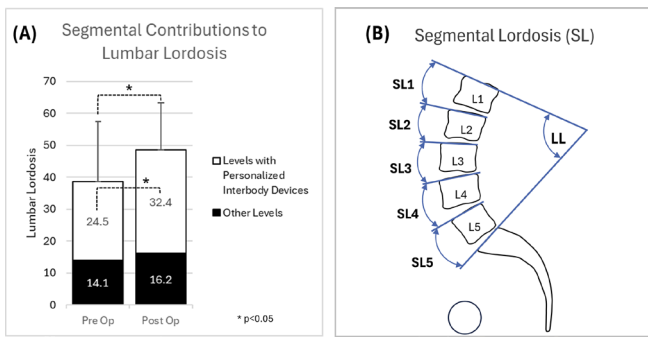 (A)
Segmental Contributions to
Lumbar Lordosis
70
60
50
40
30
20
10
0
Lumbar Lordosis
*
*
24.5
32.4
14.1
16.2
Pre Op
Post Op
Levels with
Personalized
Interbody Devices
Other Levels
* p<0.05
(B)
Segmental Lordosis (SL)
SL1
SL2
SL3
SL4
SL5
L1
L2
L3
L4
L5
LL